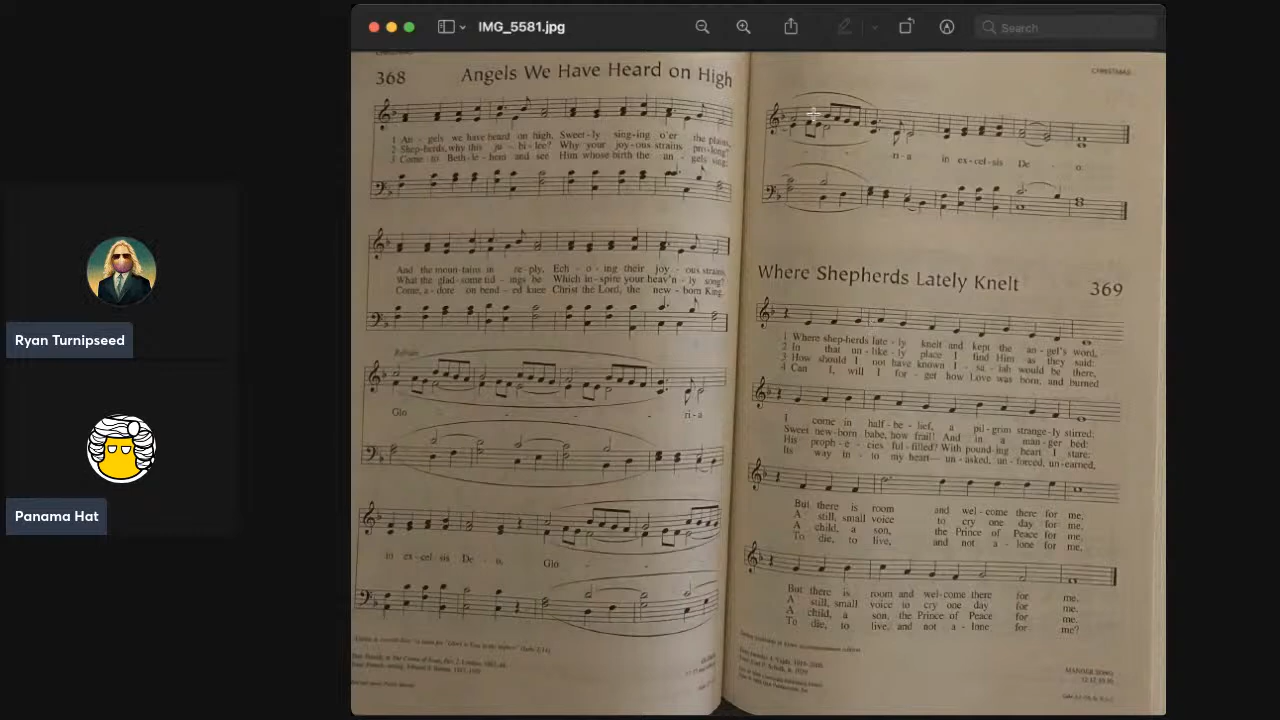 IMG_5581.jpg
Search
368 Angels We Have Heard on High
1 An - gels we have heard on high, Sweet - ly sing - ing o'er the plains,
2 Shep - herds, why this ju - bi - lee? Why your joy - ous strains pro - long?
3 Come to Beth - le - hem and see Him whose birth the an - gels sing;
And the moun - tains in re - ply, Ech - o - ing their joy - ous strains.
What the glad - some tid - ings be Which in - spire your heav'n - ly song?
Come, a - dore on bend - ed knee Christ the Lord, the new - born King.
Refrain
Glo - - - - ri - a
in ex - cel - sis De - o. Glo -
CHRISTMAS
- - ri - a in ex - cel - sis De - o.
Where Shepherds Lately Knelt 369
1 Where shep - herds late - ly knelt and kept the an - gel's word,
2 In that un - like - ly place I find Him as they said:
3 How should I not have known I - sa - iah would be there,
4 Can I, will I for - get how Love was born, and burned
I come in half - be - lief, a pil - grim strange - ly stirred;
Sweet new - born babe, how frail! And in a man - ger bed:
His proph - e - cies ful - filled? With pound - ing heart I stare:
Its way in - to my heart— un - asked, un - forced, un - earned,
But there is room and wel - come there for me,
A still, small voice to cry one day for me,
A child, a son, the Prince of Peace for me,
To die, to live, and not a - lone for me,
But there is room and wel - come there for me.
A still, small voice to cry one day for me.
A child, a son, the Prince of Peace for me.
To die, to live, and not a - lone for me?
MANGER SONG
Ryan Turnipseed
Panama Hat